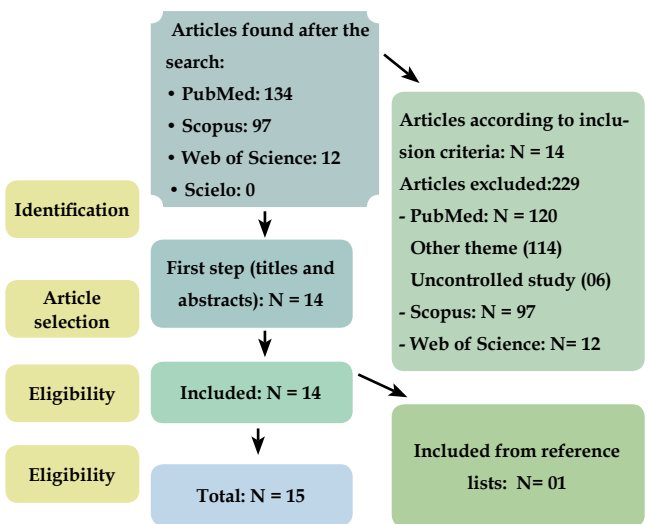 Articles found after the
search:
• PubMed: 134
• Scopus: 97
• Web of Science: 12
• Scielo: 0
Articles according to inclu-
sion criteria: N = 14
Articles excluded:229
- PubMed: N = 120
Other theme (114)
Uncontrolled study (06)
- Scopus: N = 97
- Web of Science: N= 12
Identification
First step (titles and
abstracts): N = 14
Article
selection
Included: N = 14
Eligibility
Included from reference
lists: N= 01
Eligibility
Total: N = 15